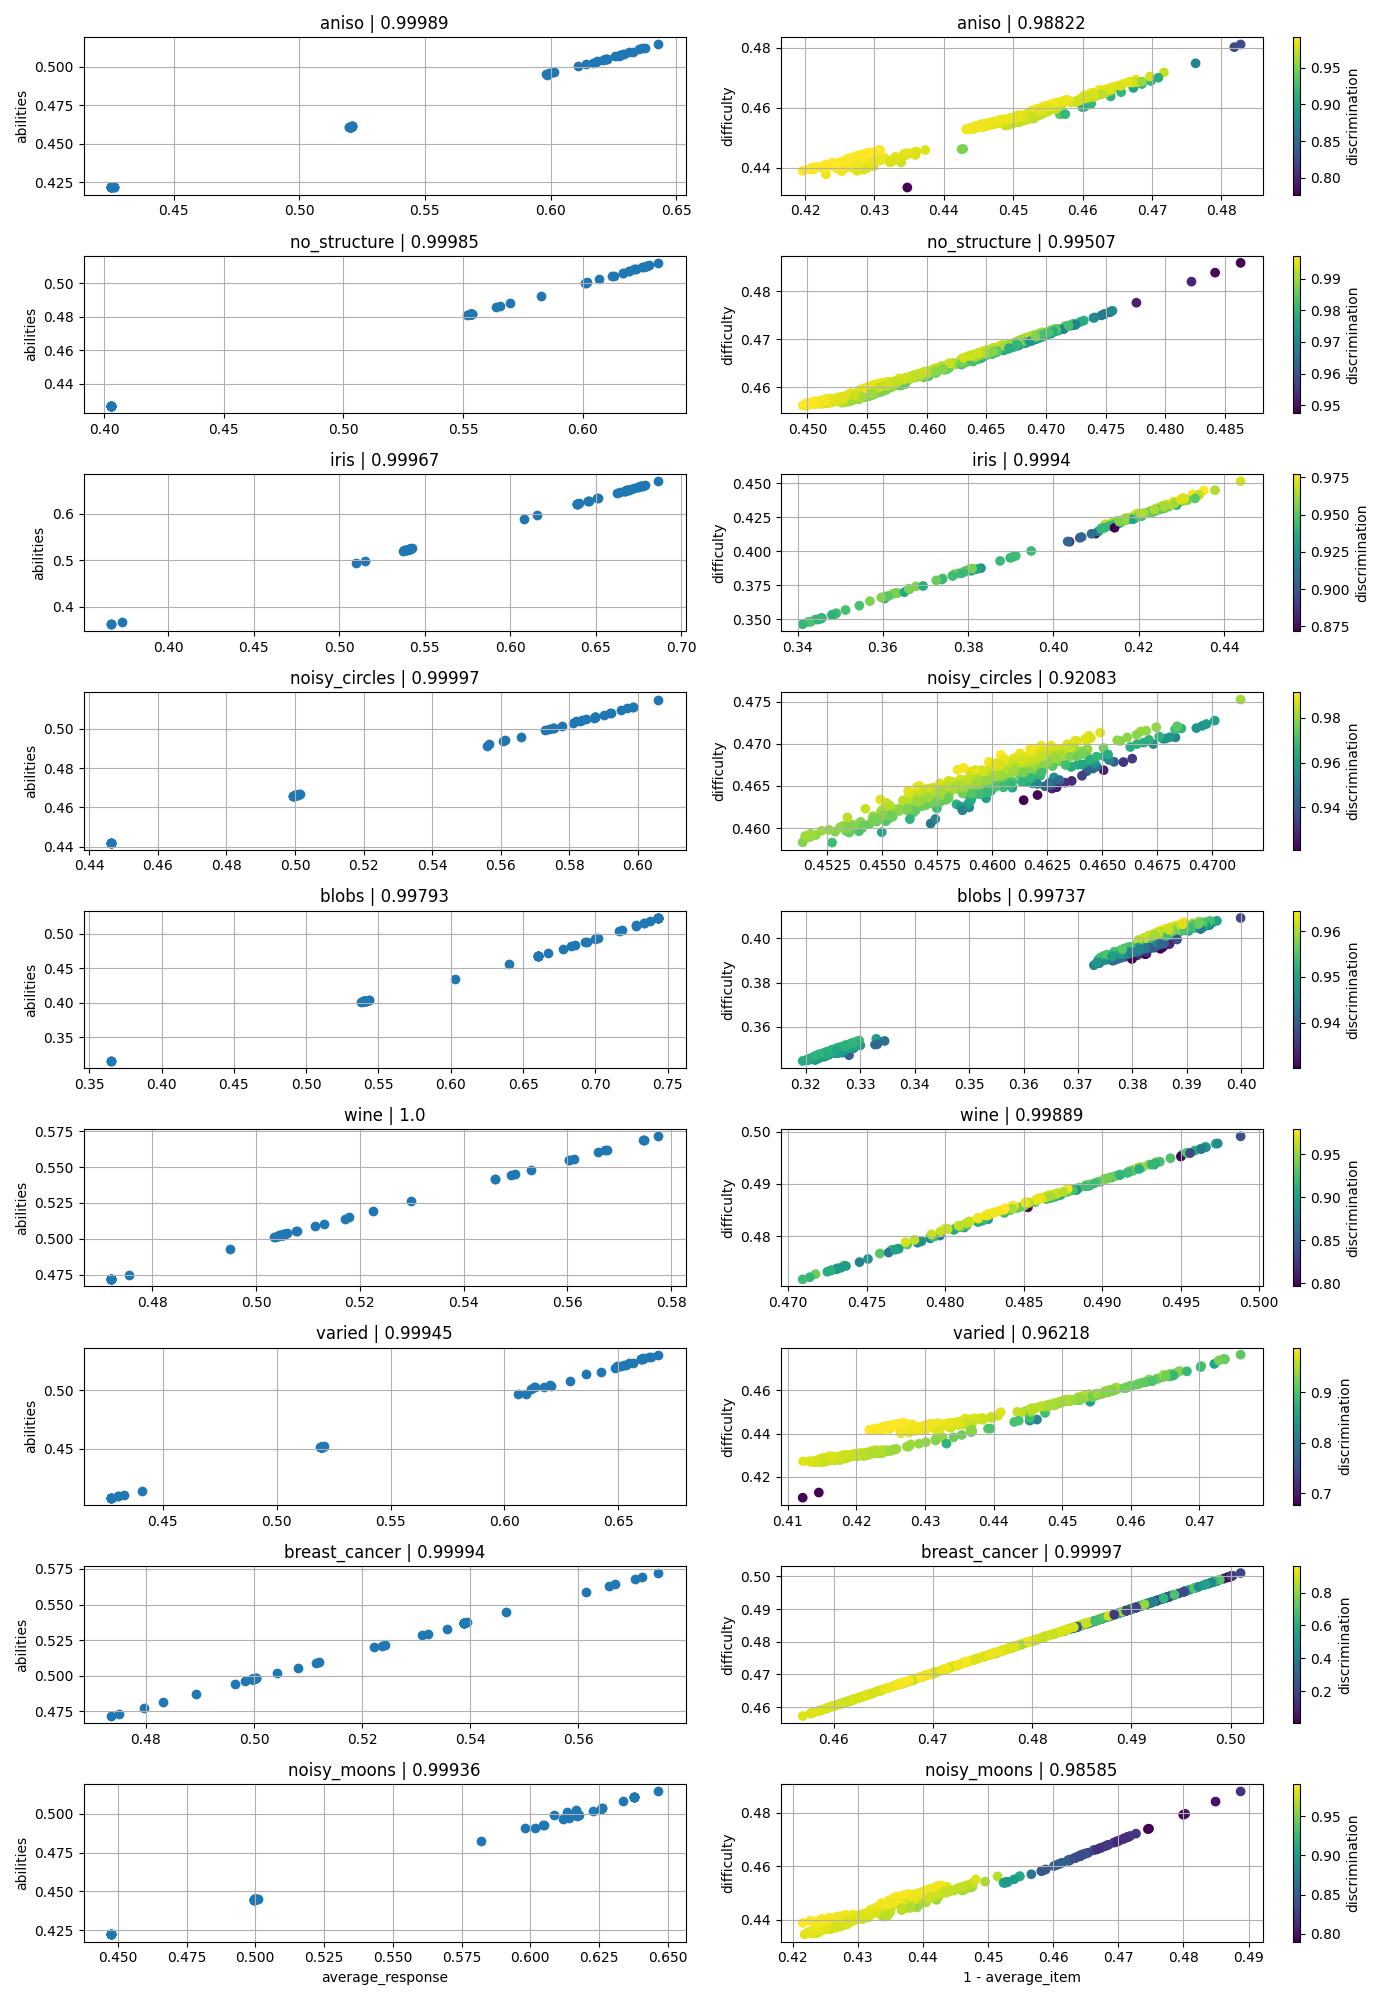 aniso | 0.99989
abilities
0.500
0.475
0.450
0.425
0.45 0.50 0.55 0.60 0.65
aniso | 0.98822
difficulty
0.48
0.46
0.44
0.42 0.43 0.44 0.45 0.46 0.47 0.48
0.95
0.90
0.85
0.80
discrimination
no_structure | 0.99985
abilities
0.50
0.48
0.46
0.44
0.40 0.45 0.50 0.55 0.60
no_structure | 0.99507
difficulty
0.48
0.47
0.46
0.450 0.455 0.460 0.465 0.470 0.475 0.480 0.485
0.99
0.98
0.97
0.96
0.95
discrimination
iris | 0.99967
abilities
0.6
0.5
0.4
0.40 0.45 0.50 0.55 0.60 0.65 0.70
iris | 0.9994
difficulty
0.450
0.425
0.400
0.375
0.350
0.34 0.36 0.38 0.40 0.42 0.44
0.975
0.950
0.925
0.900
0.875
discrimination
noisy_circles | 0.99997
abilities
0.50
0.48
0.46
0.44
0.44 0.46 0.48 0.50 0.52 0.54 0.56 0.58 0.60
noisy_circles | 0.92083
difficulty
0.475
0.470
0.465
0.460
0.4525 0.4550 0.4575 0.4600 0.4625 0.4650 0.4675 0.4700
0.98
0.96
0.94
discrimination
blobs | 0.99793
abilities
0.50
0.45
0.40
0.35
0.35 0.40 0.45 0.50 0.55 0.60 0.65 0.70 0.75
blobs | 0.99737
difficulty
0.40
0.38
0.36
0.32 0.33 0.34 0.35 0.36 0.37 0.38 0.39 0.40
0.96
0.95
0.94
discrimination
wine | 1.0
abilities
0.575
0.550
0.525
0.500
0.475
0.48 0.50 0.52 0.54 0.56 0.58
wine | 0.99889
difficulty
0.50
0.49
0.48
0.470 0.475 0.480 0.485 0.490 0.495 0.500
0.95
0.90
0.85
0.80
discrimination
varied | 0.99945
abilities
0.50
0.45
0.45 0.50 0.55 0.60 0.65
varied | 0.96218
difficulty
0.46
0.44
0.42
0.41 0.42 0.43 0.44 0.45 0.46 0.47
0.9
0.8
0.7
discrimination
breast_cancer | 0.99994
abilities
0.575
0.550
0.525
0.500
0.475
0.48 0.50 0.52 0.54 0.56
breast_cancer | 0.99997
difficulty
0.50
0.49
0.48
0.47
0.46
0.46 0.47 0.48 0.49 0.50
0.8
0.6
0.4
0.2
discrimination
noisy_moons | 0.99936
abilities
0.500
0.475
0.450
0.425
0.450 0.475 0.500 0.525 0.550 0.575 0.600 0.625 0.650
average_response
noisy_moons | 0.98585
difficulty
0.48
0.46
0.44
0.42 0.43 0.44 0.45 0.46 0.47 0.48 0.49
1 - average_item
0.95
0.90
0.85
0.80
discrimination